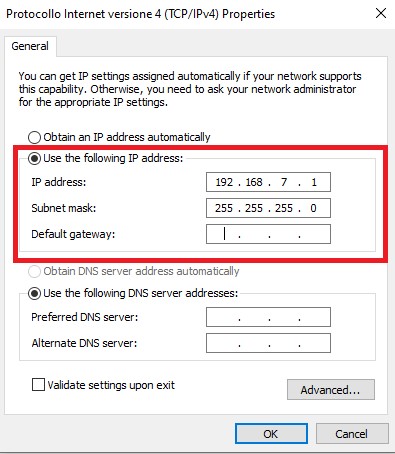 Protocollo Internet versione 4 (TCP/IPv4) Properties
General
You can get IP settings assigned automatically if your network supports
this capability. Otherwise, you need to ask your network administrator
for the appropriate IP settings.
Obtain an IP address automatically
Use the following IP address:
IP address: 192 . 168 . 7 . 1
Subnet mask: 255 . 255 . 255 . 0
Default gateway: . . .
Obtain DNS server address automatically
Use the following DNS server addresses:
Preferred DNS server: . . .
Alternate DNS server: . . .
Validate settings upon exit
Advanced...
OK Cancel